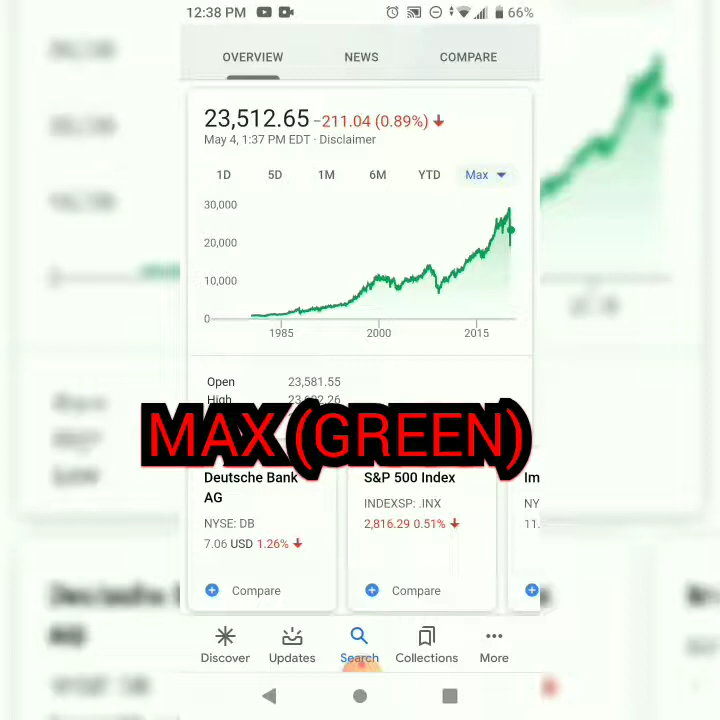 12:38 PM 66%
OVERVIEW NEWS COMPARE
23,512.65 −211.04 (0.89%)
May 4, 1:37 PM EDT · Disclaimer
1D 5D 1M 6M YTD Max
30,000
20,000
10,000
0
1985 2000 2015
Open 23,581.55
High
MAX (GREEN)
Deutsche Bank AG
NYSE: DB
7.06 USD 1.26%
Compare
S&P 500 Index
INDEXSP: .INX
2,816.29 0.51%
Compare
Im
NY
11.
Discover Updates Search Collections More